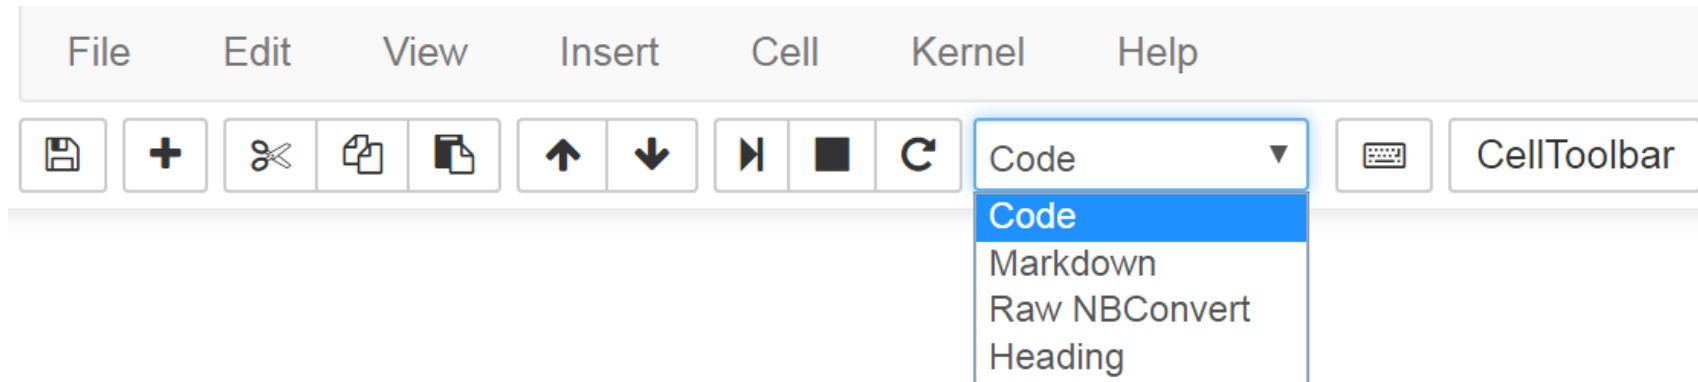 File Edit View Insert Cell Kernel Help
Code CellToolbar
Code
Markdown
Raw NBConvert
Heading